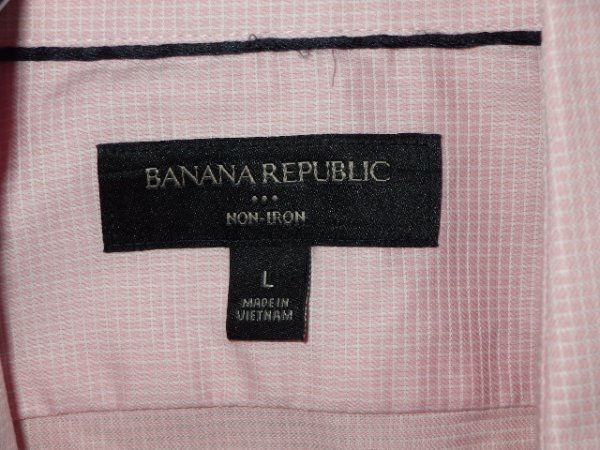 BANANA REPUBLIC
NON-IRON
L
MADE IN
VIETNAM